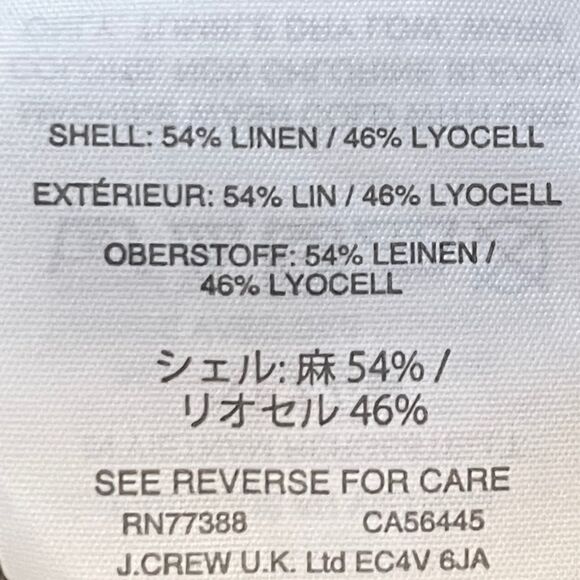 SHELL: 54% LINEN / 46% LYOCELL
EXTÉRIEUR: 54% LIN / 46% LYOCELL
OBERSTOFF: 54% LEINEN /
46% LYOCELL
シェル: 麻 54% /
リオセル 46%
SEE REVERSE FOR CARE
RN77388 CA56445
J.CREW U.K. Ltd EC4V 6JA